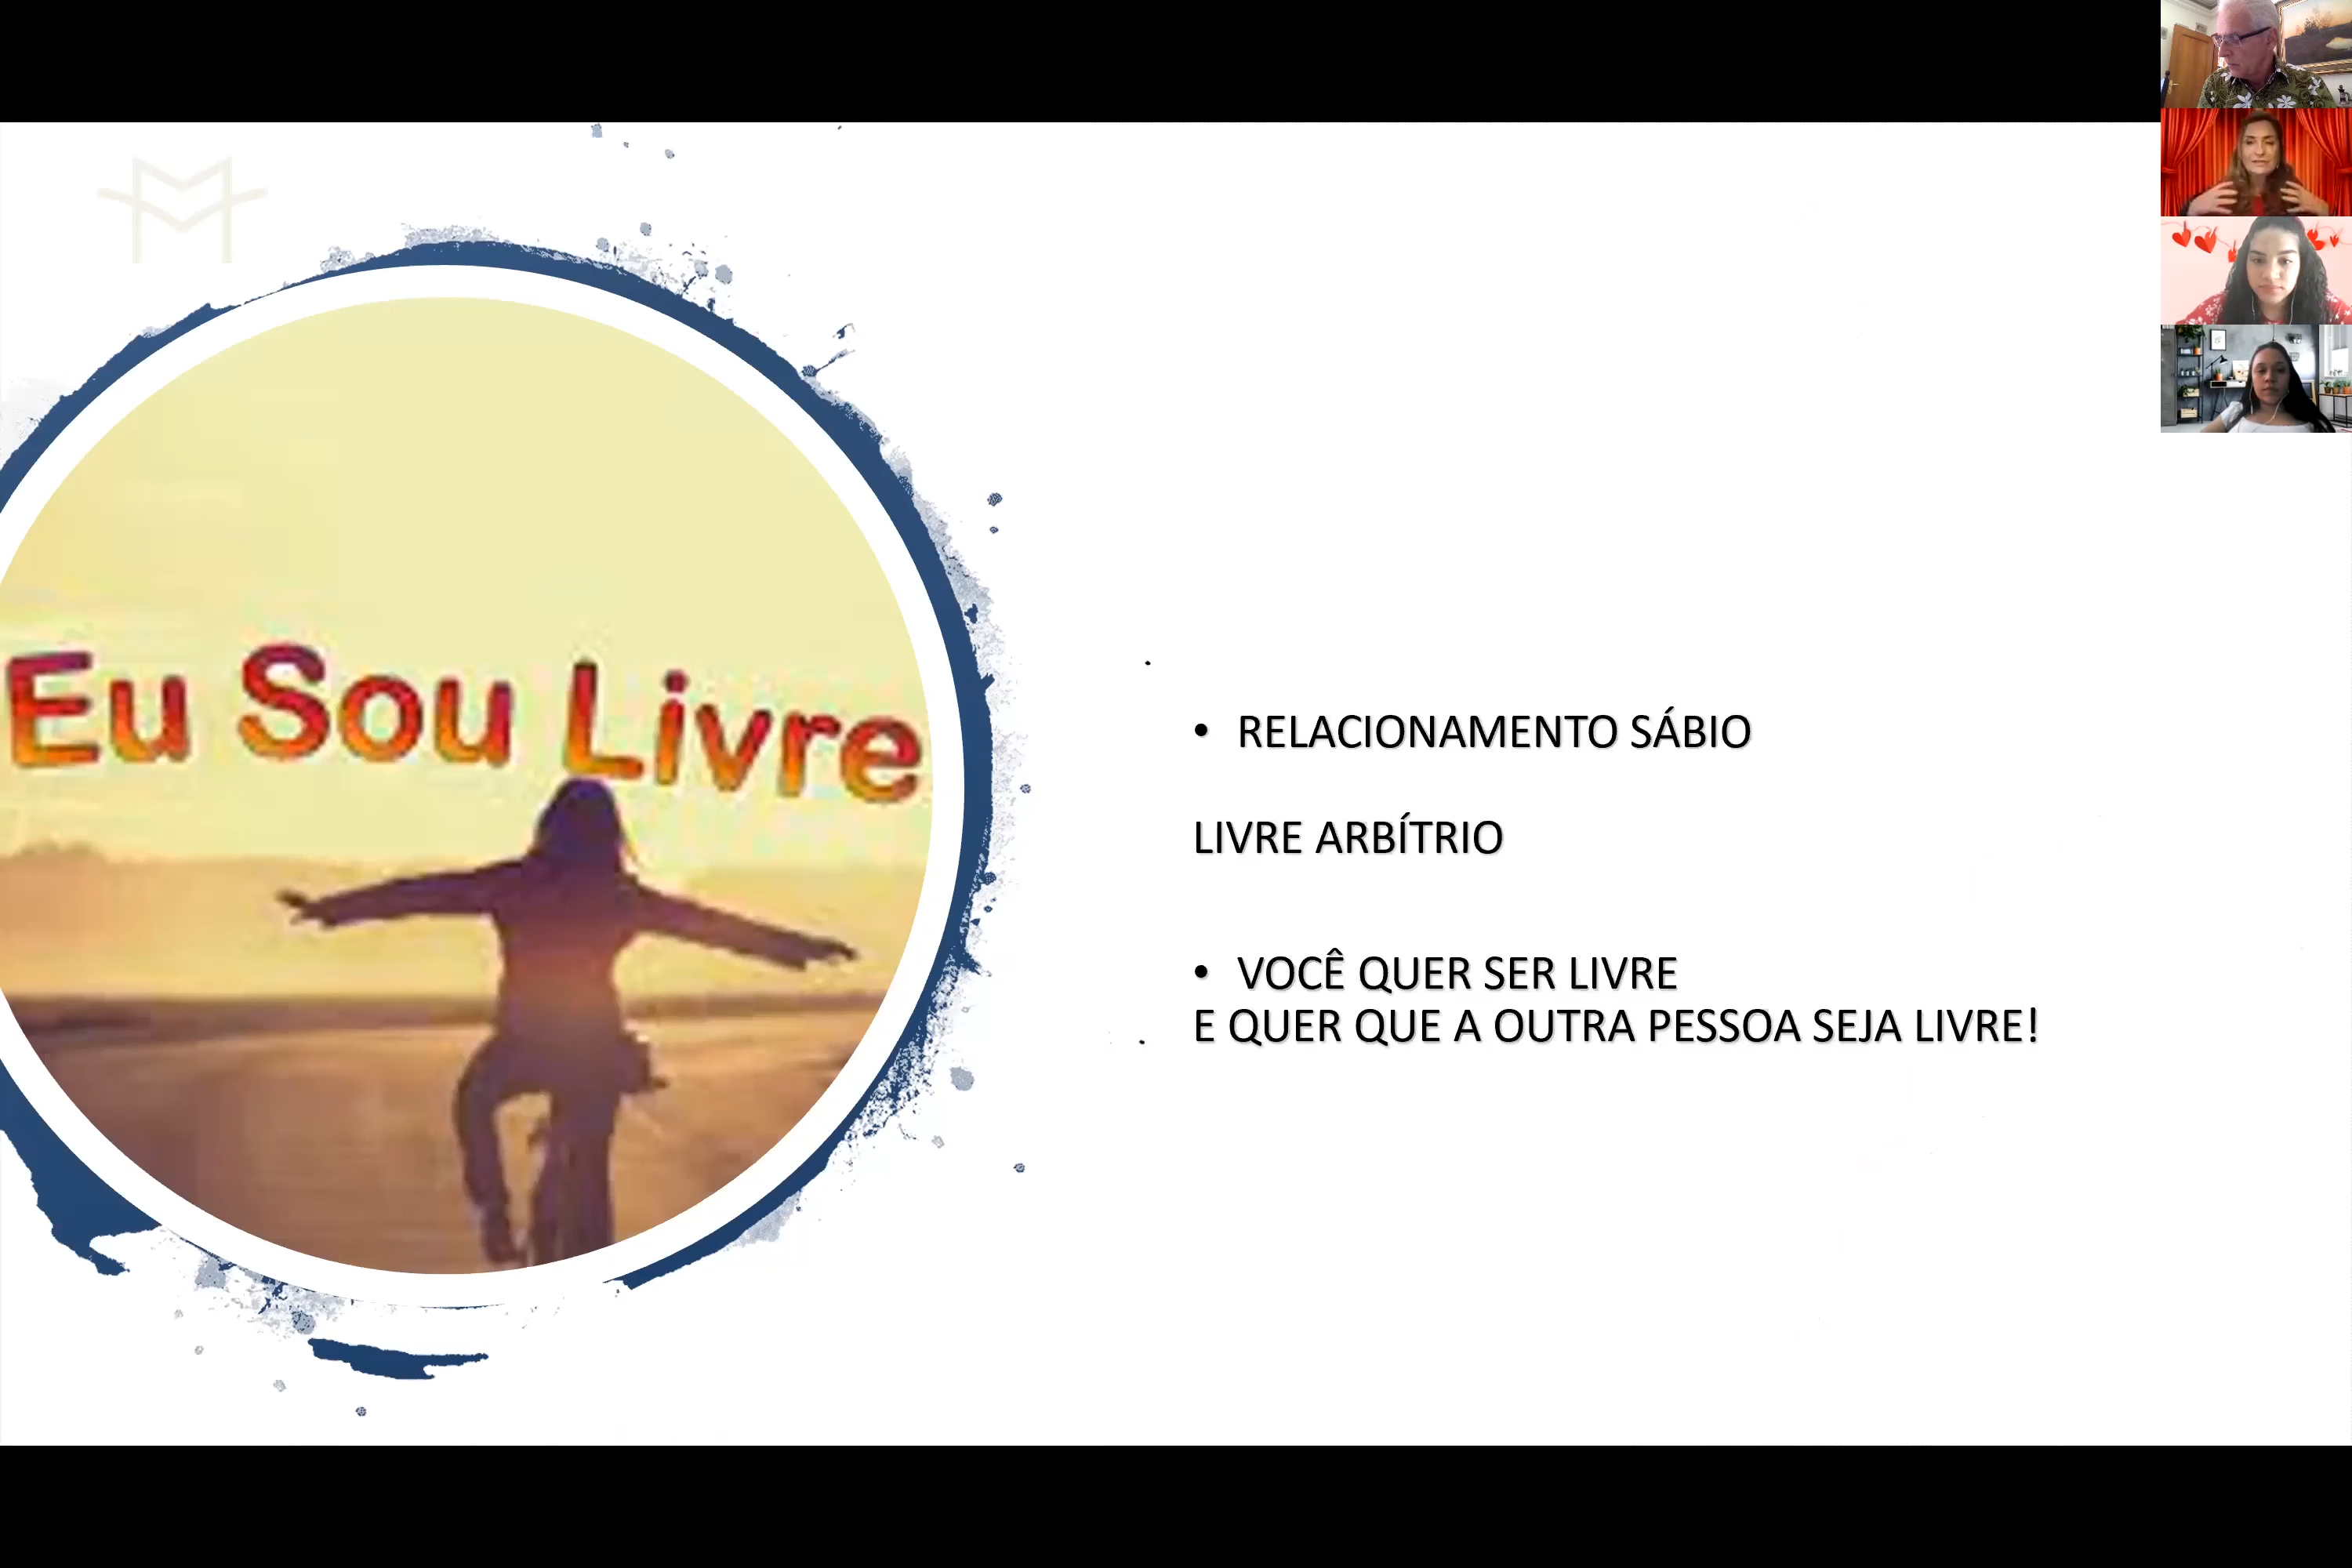 Eu Sou Livre
• RELACIONAMENTO SÁBIO
LIVRE ARBÍTRIO
• VOCÊ QUER SER LIVRE
E QUER QUE A OUTRA PESSOA SEJA LIVRE!